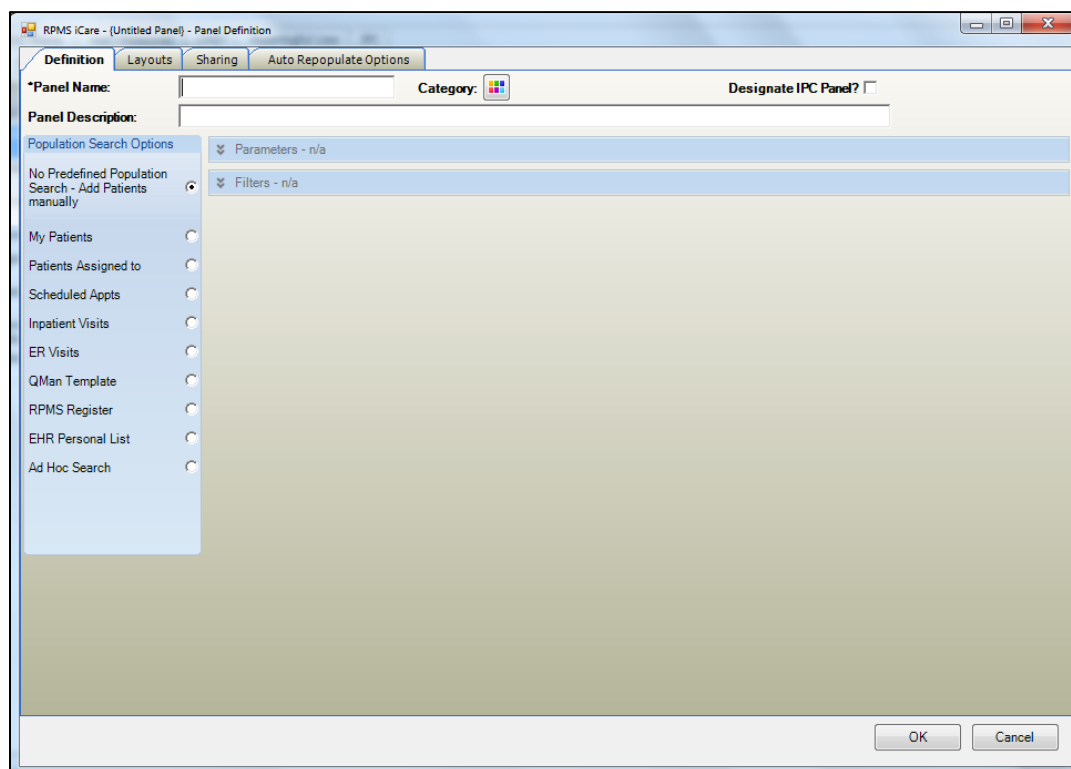 RPMS iCare - {Untitled Panel} - Panel Definition
Definition Layouts Sharing Auto Repopulate Options
*Panel Name: Category: Designate IPC Panel?
Panel Description:
Population Search Options
Parameters - n/a
No Predefined Population
Search - Add Patients
manually
Filters - n/a
My Patients
Patients Assigned to
Scheduled Appts
Inpatient Visits
ER Visits
QMan Template
RPMS Register
EHR Personal List
Ad Hoc Search
OK Cancel